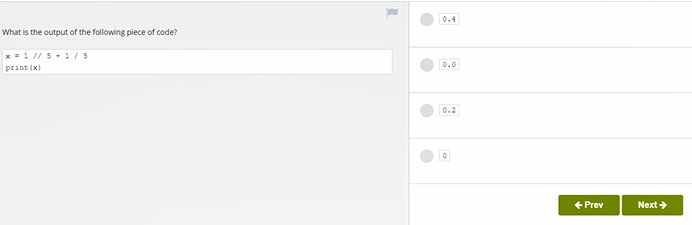 What is the output of the following piece of code?
x = 1 // 5 + 1 / 5
print(x)
0.4
0.0
0.2
0
← Prev
Next →